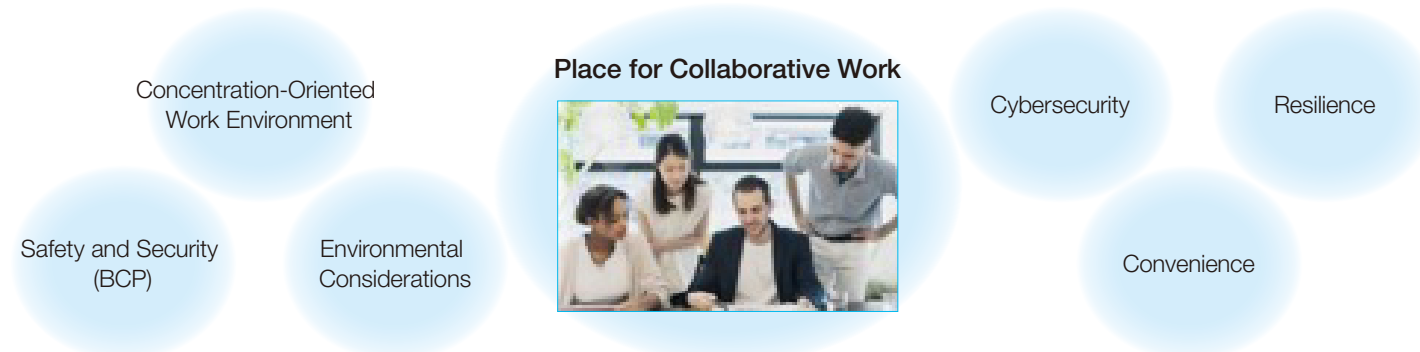 Concentration-Oriented
Work Environment
Safety and Security
(BCP)
Environmental
Considerations
Place for Collaborative Work
Cybersecurity
Resilience
Convenience